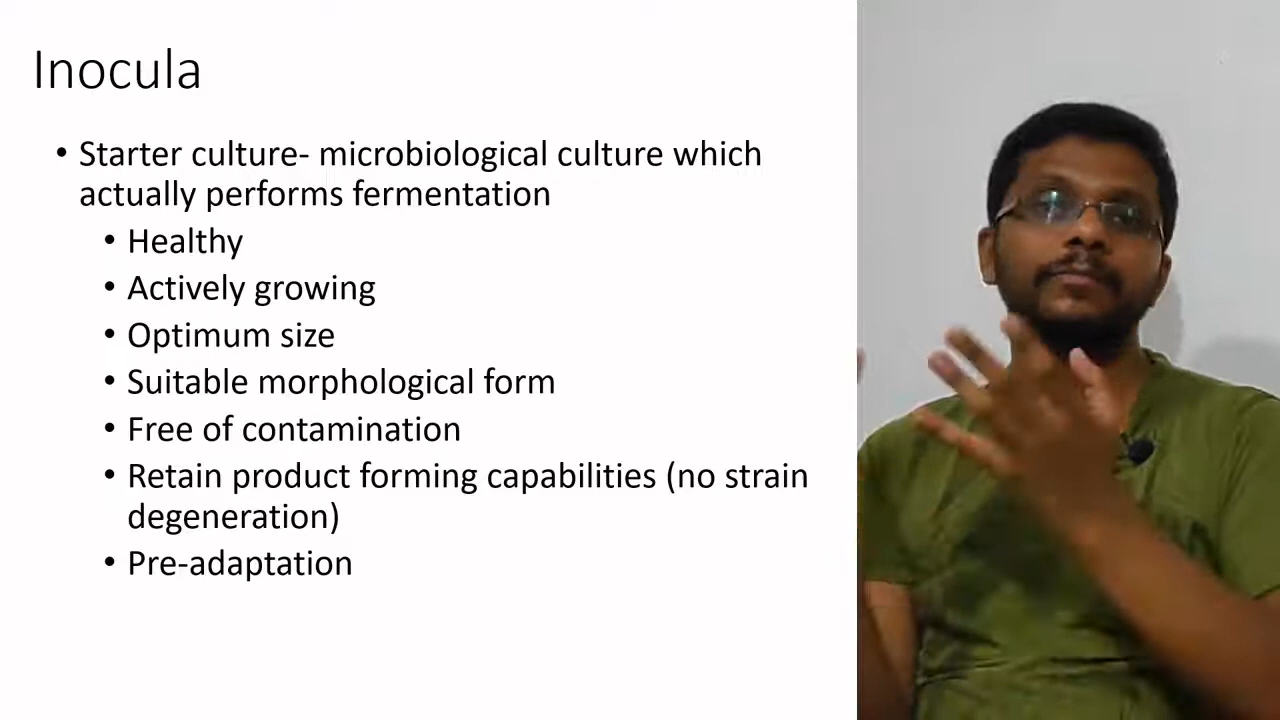 Inocula
• Starter culture- microbiological culture which
actually performs fermentation
• Healthy
• Actively growing
• Optimum size
• Suitable morphological form
• Free of contamination
• Retain product forming capabilities (no strain
degeneration)
• Pre-adaptation